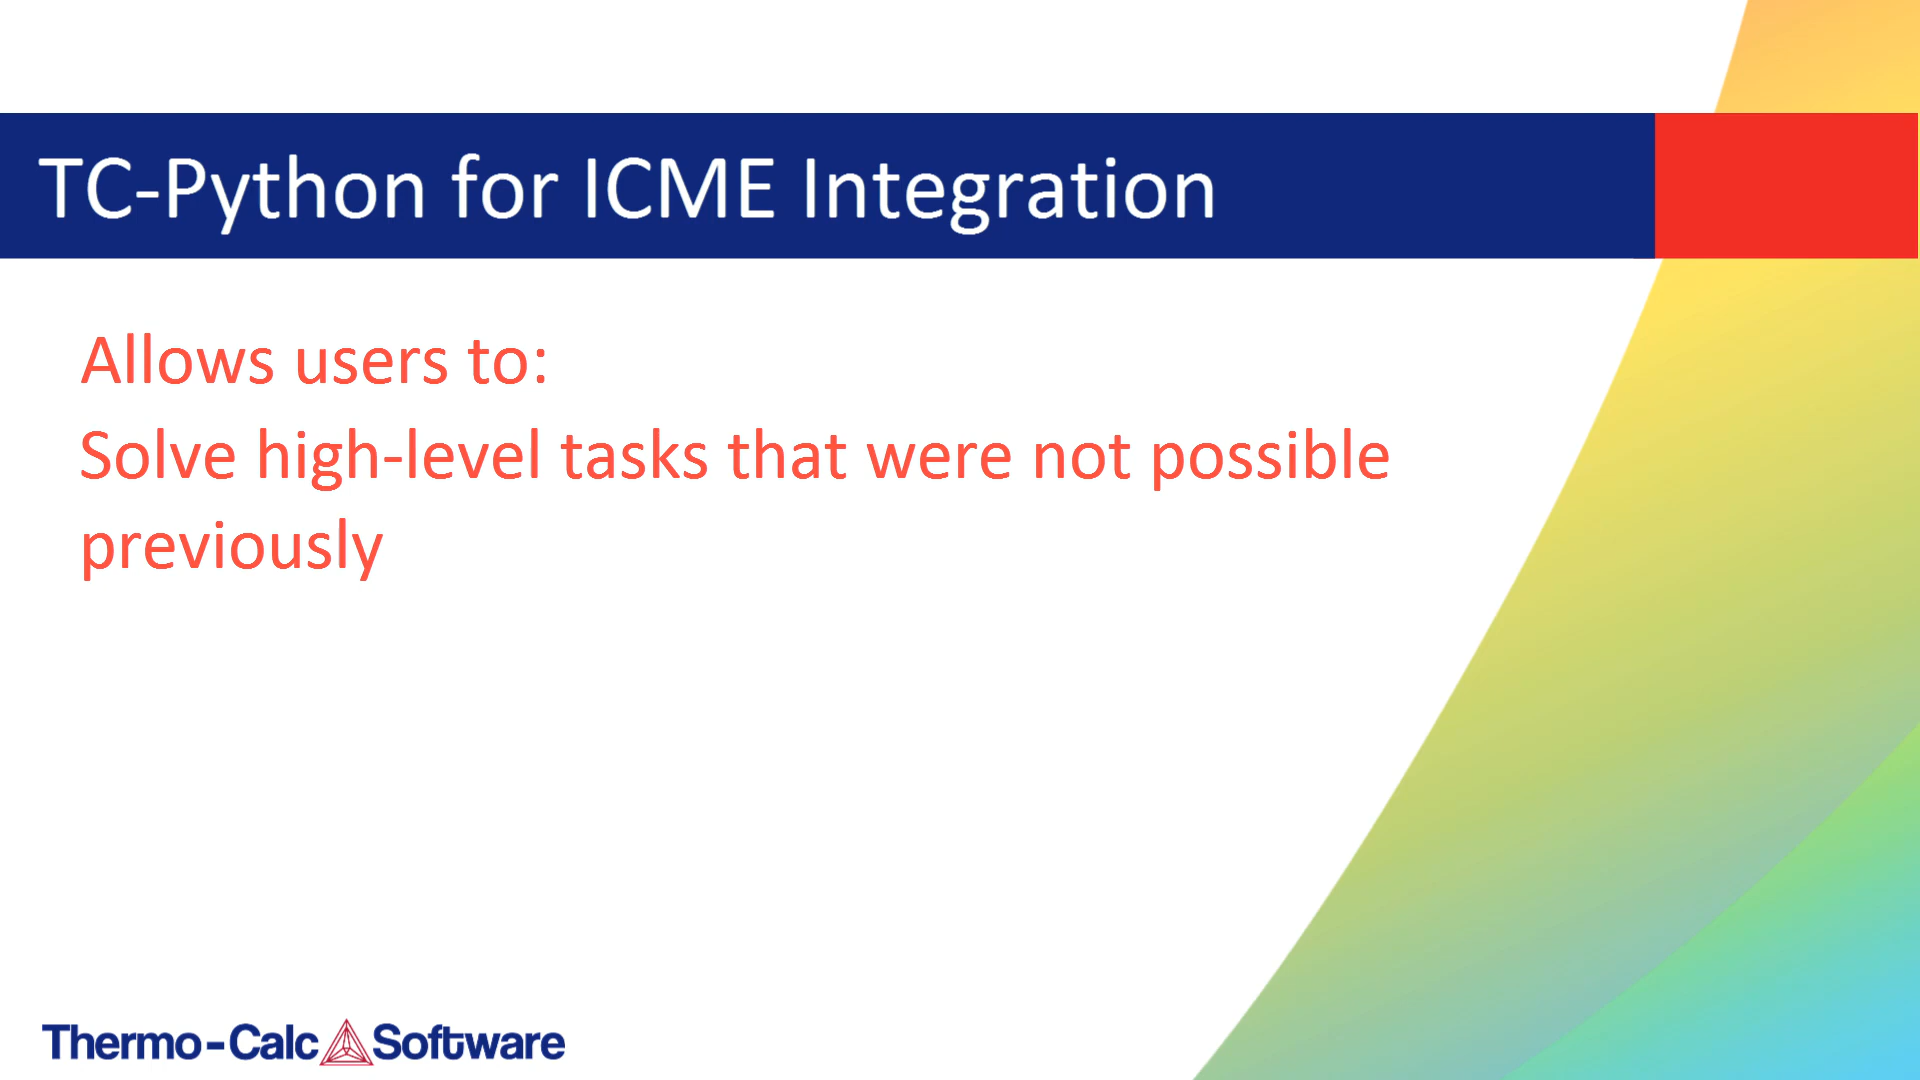 TC-Python for ICME Integration
Allows users to:
Solve high-level tasks that were not possible
previously
Thermo-Calc Software